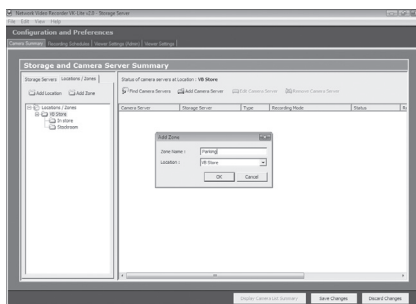 Network Video Recorder VK-Lite v2.0 - Storage Server
File Edit View Help
Configuration and Preferences
Camera Summary Recording Schedules Viewer Settings (Admin) Viewer Settings
Storage and Camera Server Summary
Storage Servers Locations / Zones
Status of camera servers at Location : VB Store
Add Location Add Zone
Find Camera Servers Add Camera Server Edit Camera Server Remove Camera Server
Camera Server Storage Server Type Recording Mode Status
Locations / Zones
VB Store
In store
Stockroom
Add Zone
Zone Name : Parking
Location : VB Store
OK Cancel
Display Camera List Summary Save Changes Discard Changes